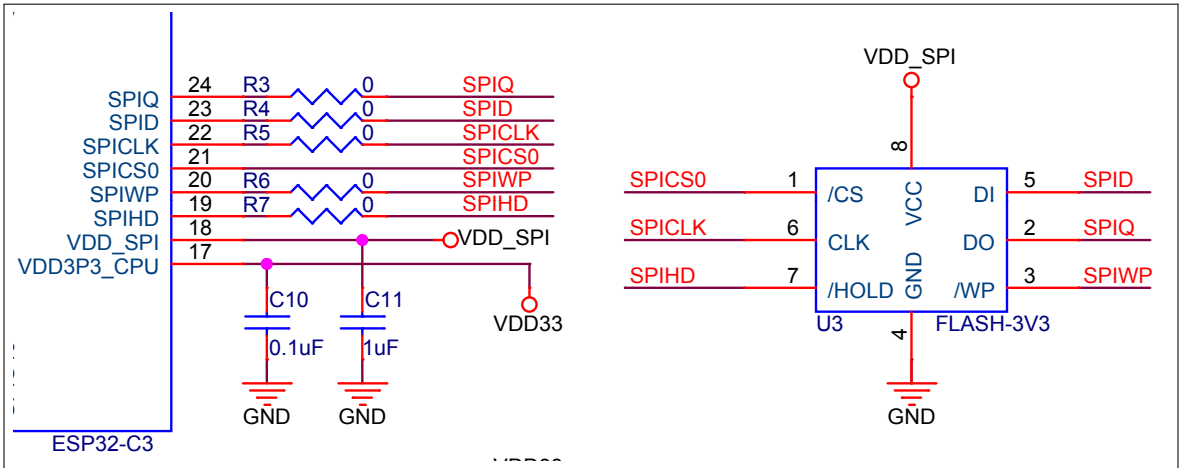 SPIQ 24 R3 0 SPIQ
SPID 23 R4 0 SPID
SPICLK 22 R5 0 SPICLK
SPICS0 21 SPICS0
SPIWP 20 R6 0 SPIWP
SPIHD 19 R7 0 SPIHD
VDD_SPI 18 VDD_SPI
VDD3P3_CPU 17
VDD33
C10
0.1uF
GND
C11
1uF
GND
ESP32-C3
VDD_SPI
8
SPICS0 1 /CS VCC DI 5 SPID
SPICLK 6 CLK DO 2 SPIQ
SPIHD 7 /HOLD GND /WP 3 SPIWP
U3 FLASH-3V3
4
GND